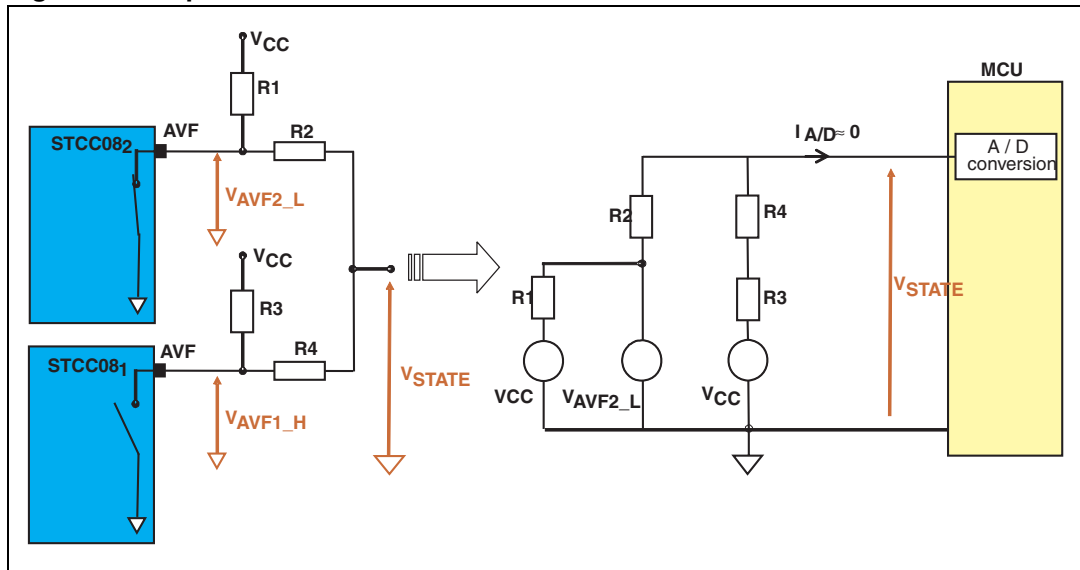 VCC
R1
AVF
R2
STCC082
VAVF2_L
VCC
R3
AVF
R4
STCC081
VAVF1_H
VSTATE
MCU
I A/D≈ 0
A / D
conversion
R2
R4
R1
R3
VSTATE
VCC
VAVF2_L
VCC